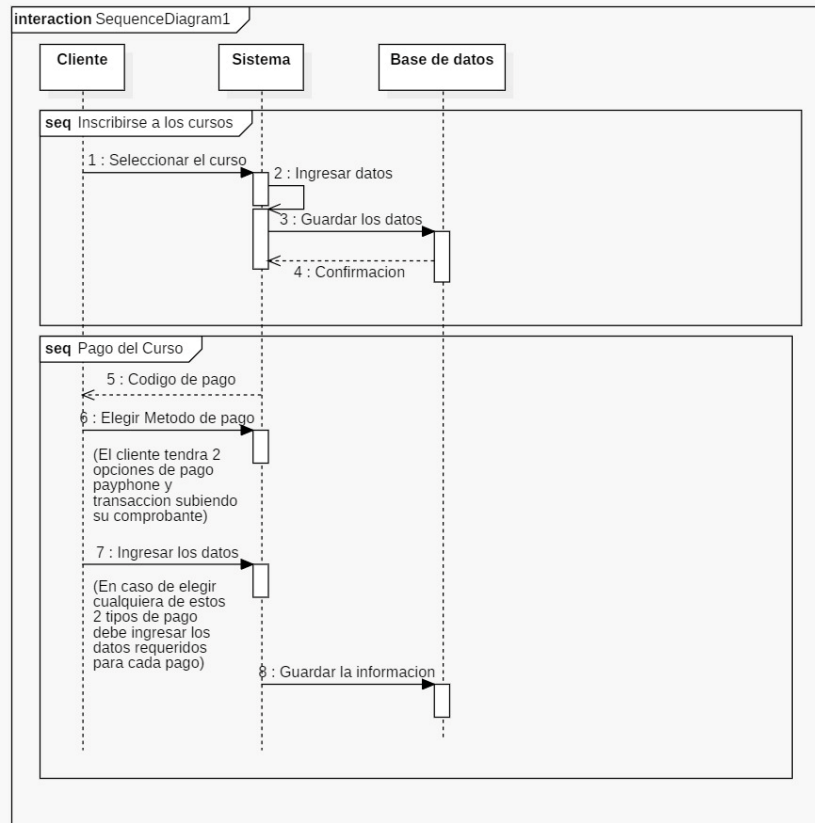 interaction SequenceDiagram1
Cliente
Sistema
Base de datos
seq Inscribirse a los cursos
1 : Seleccionar el curso
2 : Ingresar datos
3 : Guardar los datos
4 : Confirmacion
seq Pago del Curso
5 : Codigo de pago
6 : Elegir Metodo de pago
(El cliente tendra 2
opciones de pago
payphone y
transaccion subiendo
su comprobante)
7 : Ingresar los datos
(En caso de elegir
cualquiera de estos
2 tipos de pago
debe ingresar los
datos requeridos
para cada pago)
8 : Guardar la informacion